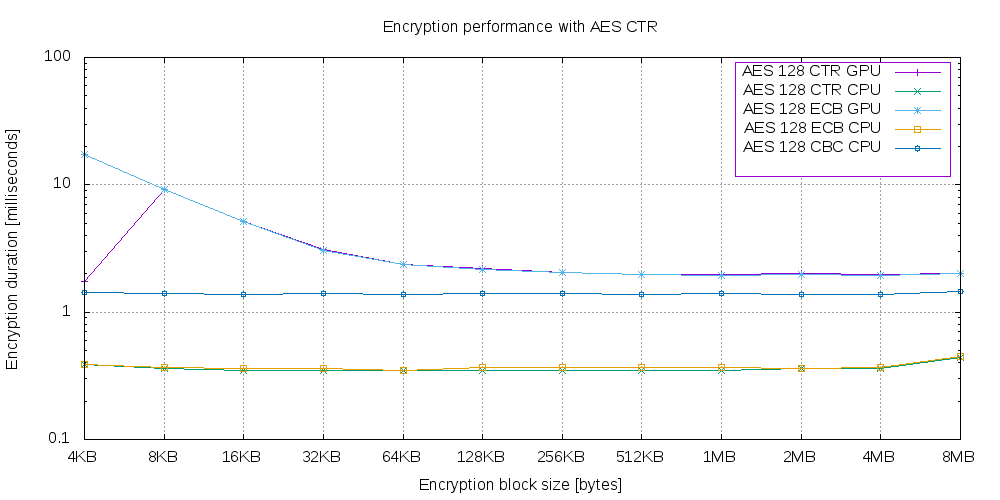 Encryption performance with AES CTR
100
10
1
0.1
Encryption duration [milliseconds]
AES 128 CTR GPU
AES 128 CTR CPU
AES 128 ECB GPU
AES 128 ECB CPU
AES 128 CBC CPU
4KB 8KB 16KB 32KB 64KB 128KB 256KB 512KB 1MB 2MB 4MB 8MB
Encryption block size [bytes]